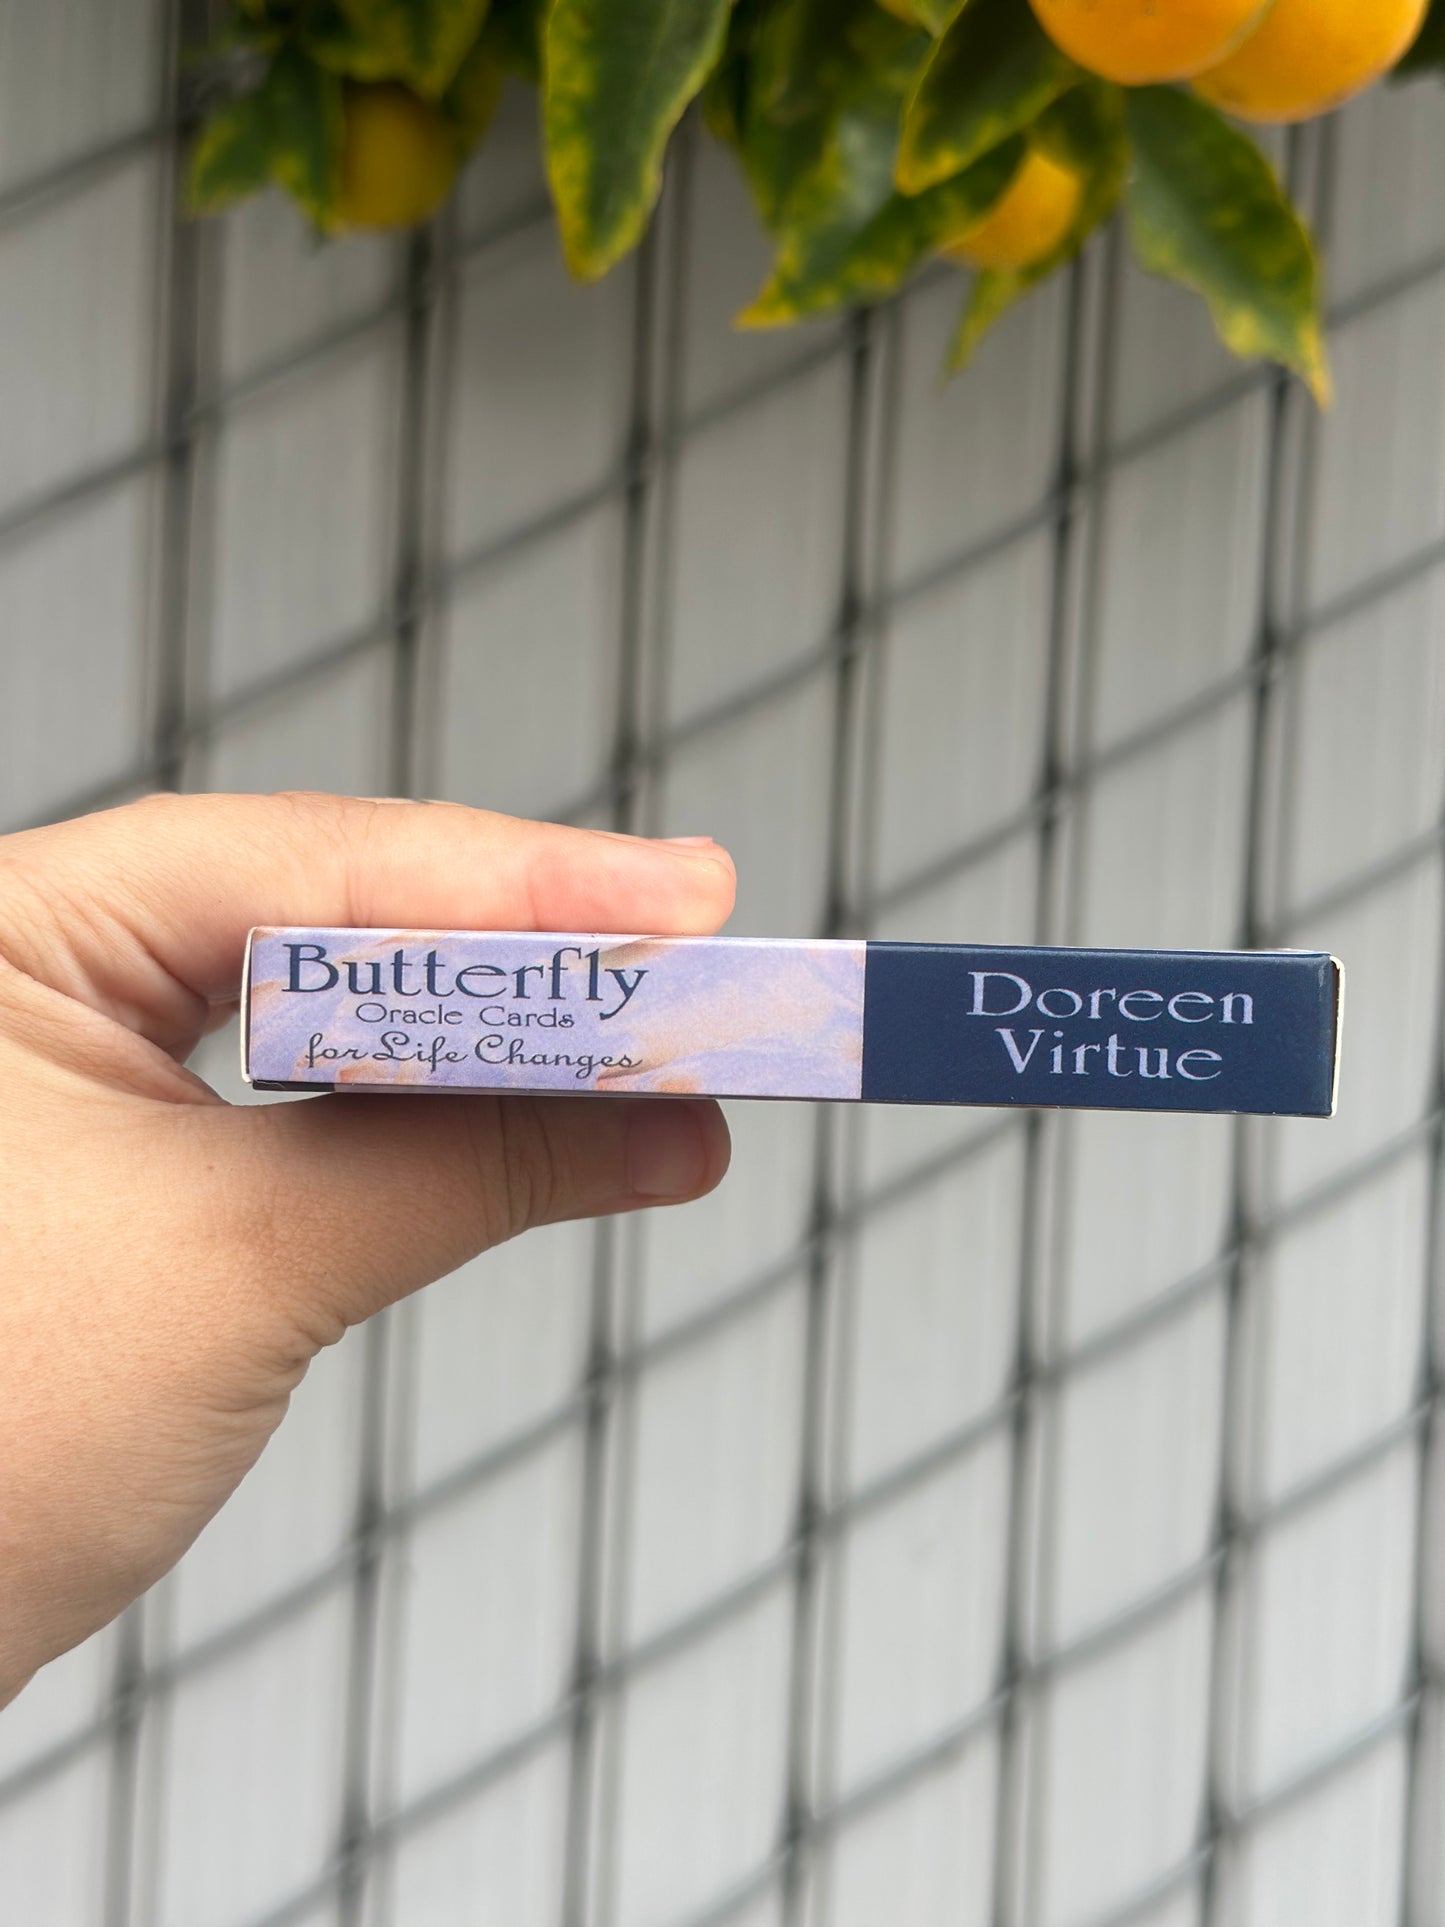 Butterfly
Oracle Cards
for Life Changes
Doreen
Virtue